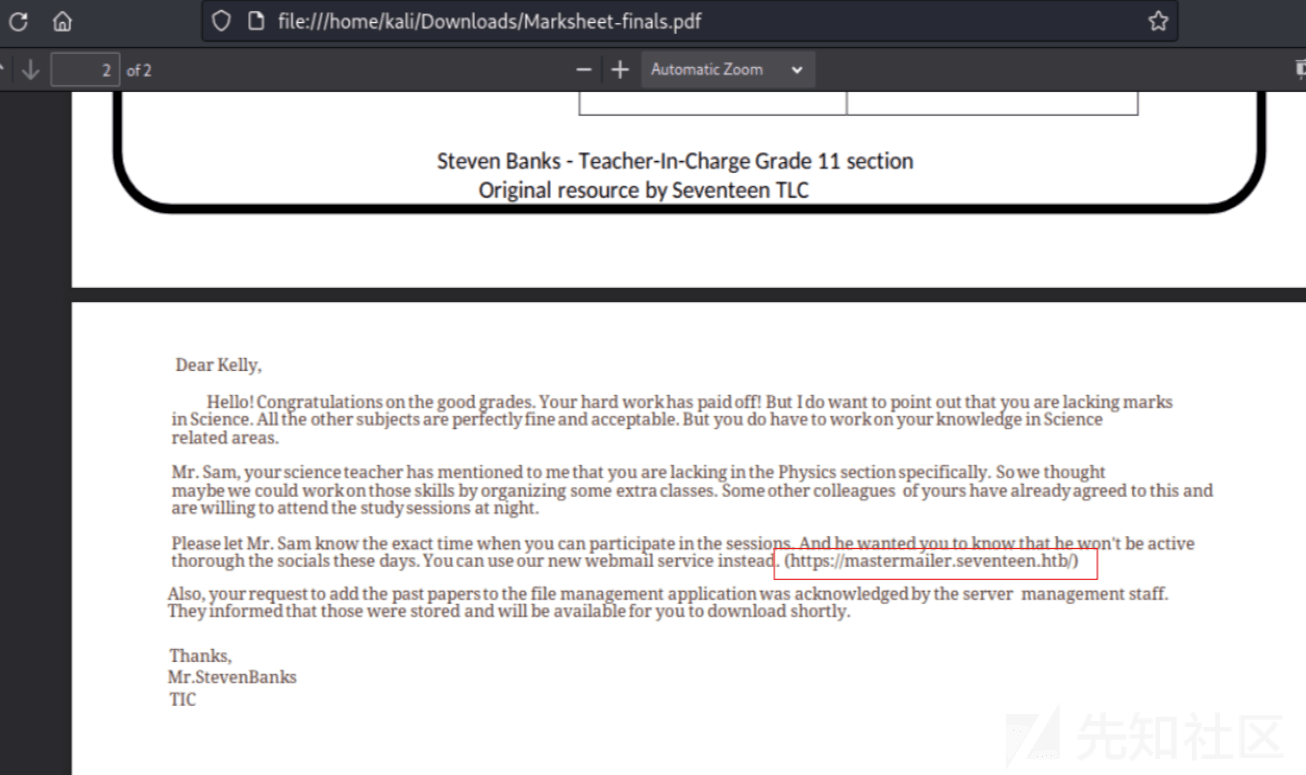 file:///home/kali/Downloads/Marksheet-finals.pdf
2 of 2
Automatic Zoom
Steven Banks - Teacher-In-Charge Grade 11 section
Original resource by Seventeen TLC
Dear Kelly,
Hello! Congratulations on the good grades. Your hard work has paid off! But I do want to point out that you are lacking marks
in Science. All the other subjects are perfectly fine and acceptable. But you do have to work on your knowledge in Science
related areas.
Mr. Sam, your science teacher has mentioned to me that you are lacking in the Physics section specifically. So we thought
maybe we could work on those skills by organizing some extra classes. Some other colleagues of yours have already agreed to this and
are willing to attend the study sessions at night.
Please let Mr. Sam know the exact time when you can participate in the sessions. And he wanted you to know that he won't be active
thorough the socials these days. You can use our new webmail service instead. (https://mastermailer.seventeen.htb/)
Also, your request to add the past papers to the file management application was acknowledged by the server management staff.
They informed that those were stored and will be available for you to download shortly.
Thanks,
Mr.StevenBanks
TIC
先知社区